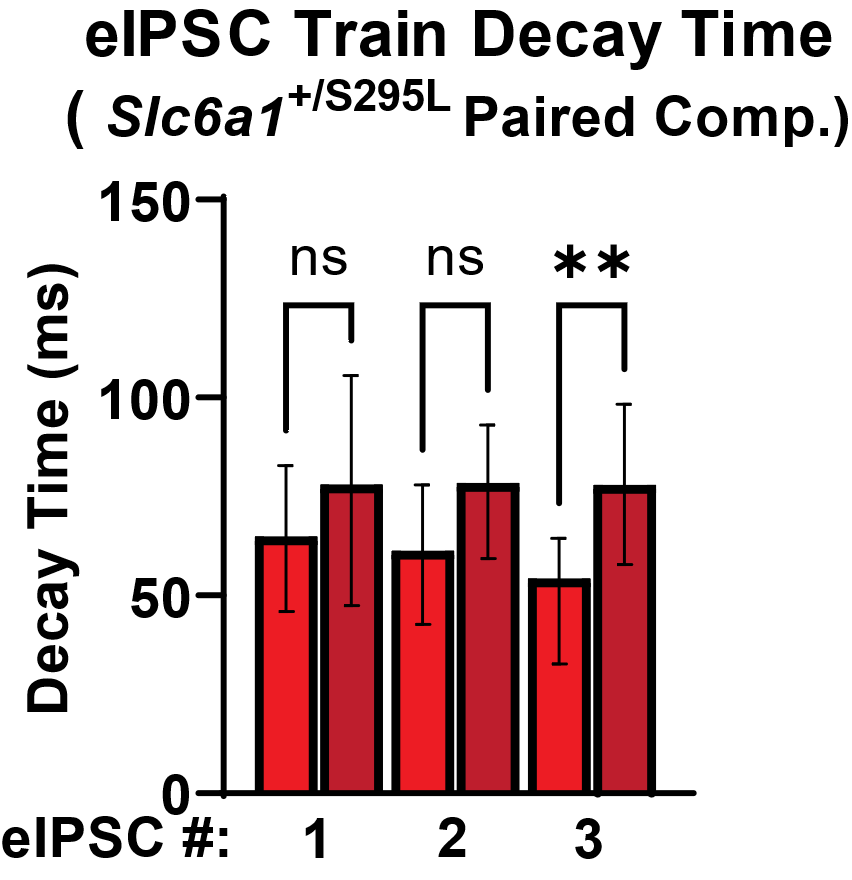 eIPSC Train Decay Time
( Slc6a1+/S295L Paired Comp.)
150
ns
ns
**
Decay Time (ms)
100
50
0
eIPSC #: 1 2 3